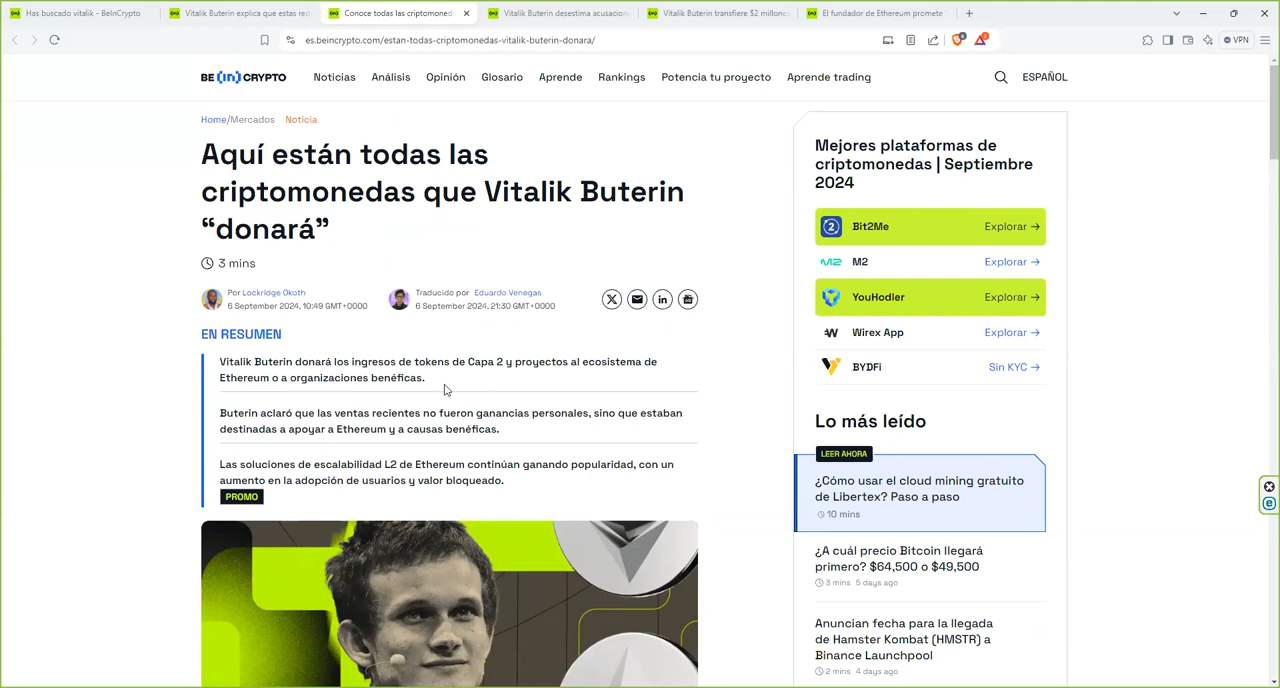 Has buscado vitalik - BeInCrypto
Vitalik Buterin explica que estas red
Conoce todas las criptomoned
Vitalik Buterin desestima acusacion
Vitalik Buterin transfiere $2 millone
El fundador de Ethereum promete
es.beincrypto.com/estan-todas-criptomonedas-vitalik-buterin-donara/
VPN
BE[IN]CRYPTO
Noticias
Análisis
Opinión
Glosario
Aprende
Rankings
Potencia tu proyecto
Aprende trading
ESPAÑOL
Home/Mercados Noticia
Aquí están todas las
criptomonedas que Vitalik Buterin
“donará”
3 mins
Por Lockridge Okoth
6 September 2024, 10:49 GMT+0000
Traducido por Eduardo Venegas
6 September 2024, 21:30 GMT+0000
EN RESUMEN
Vitalik Buterin donará los ingresos de tokens de Capa 2 y proyectos al ecosistema de
Ethereum o a organizaciones benéficas.
Buterin aclaró que las ventas recientes no fueron ganancias personales, sino que estaban
destinadas a apoyar a Ethereum y a causas benéficas.
Las soluciones de escalabilidad L2 de Ethereum continúan ganando popularidad, con un
aumento en la adopción de usuarios y valor bloqueado.
PROMO
Mejores plataformas de
criptomonedas | Septiembre
2024
Bit2Me Explorar →
M2 Explorar →
YouHodler Explorar →
Wirex App Explorar →
BYDFi Sin KYC →
Lo más leído
LEER AHORA
¿Cómo usar el cloud mining gratuito
de Libertex? Paso a paso
10 mins
¿A cuál precio Bitcoin llegará
primero? $64,500 o $49,500
3 mins 5 days ago
Anuncian fecha para la llegada
de Hamster Kombat (HMSTR) a
Binance Launchpool
2 mins 4 days ago